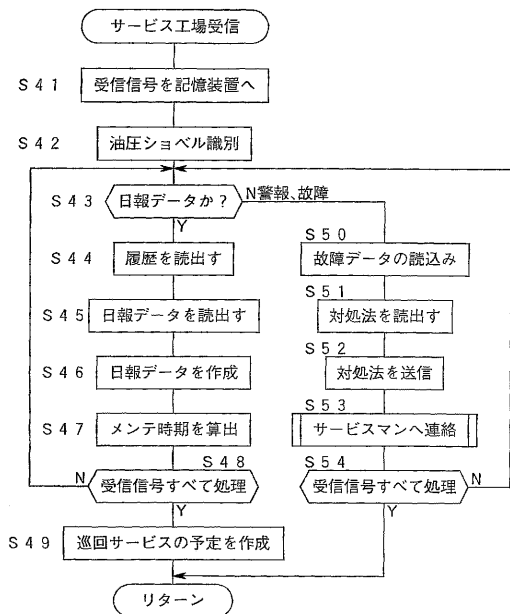 サービス工場受信
S41
受信信号を記憶装置へ
S42
油圧ショベル識別
S43
日報データか?
N警報、故障
Y
S44
履歴を読出す
S45
日報データを読出す
S46
日報データを作成
S47
メンテ時期を算出
S48
受信信号すべて処理
N
Y
S49
巡回サービスの予定を作成
S50
故障データの読込み
S51
対処法を読出す
S52
対処法を送信
S53
サービスマンへ連絡
S54
受信信号すべて処理
N
Y
リターン